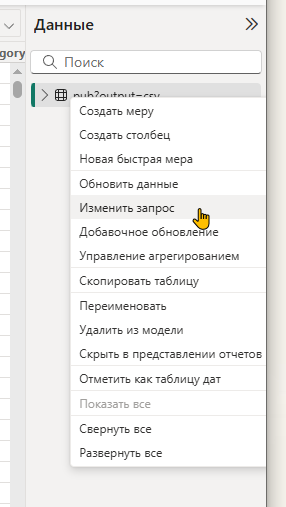 Данные
gory
Поиск
pub?output=csv
Создать меру
Создать столбец
Новая быстрая мера
Обновить данные
Изменить запрос
Добавочное обновление
Управление агрегированием
Скопировать таблицу
Переименовать
Удалить из модели
Скрыть в представлении отчетов
Отметить как таблицу дат
Показать все
Свернуть все
Развернуть все